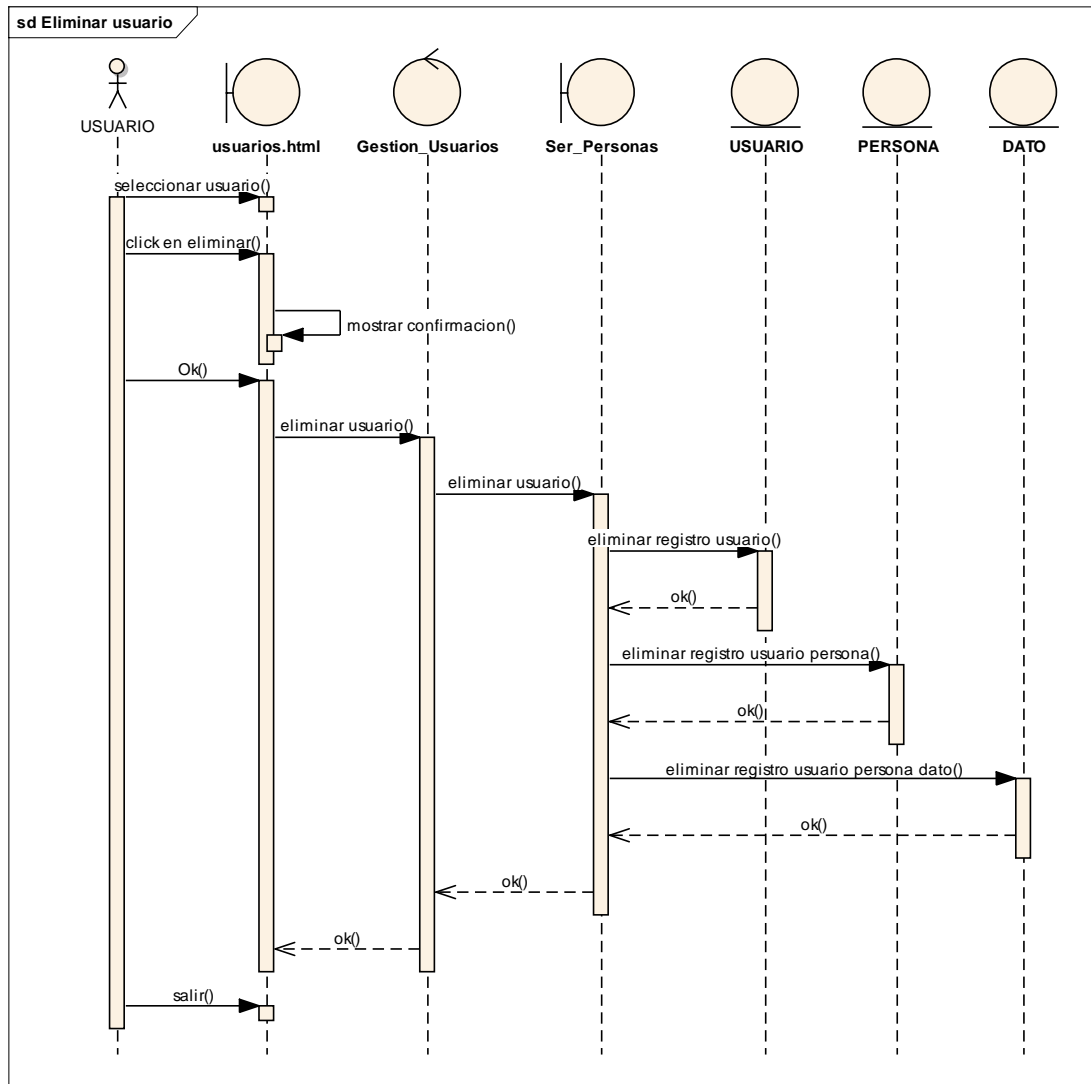 sd Eliminar usuario
USUARIO
usuarios.html
Gestion_Usuarios
Ser_Personas
USUARIO
PERSONA
DATO
seleccionar usuario()
click en eliminar()
mostrar confirmacion()
Ok()
eliminar usuario()
eliminar usuario()
eliminar registro usuario()
ok()
eliminar registro usuario persona()
ok()
eliminar registro usuario persona dato()
ok()
ok()
ok()
salir()